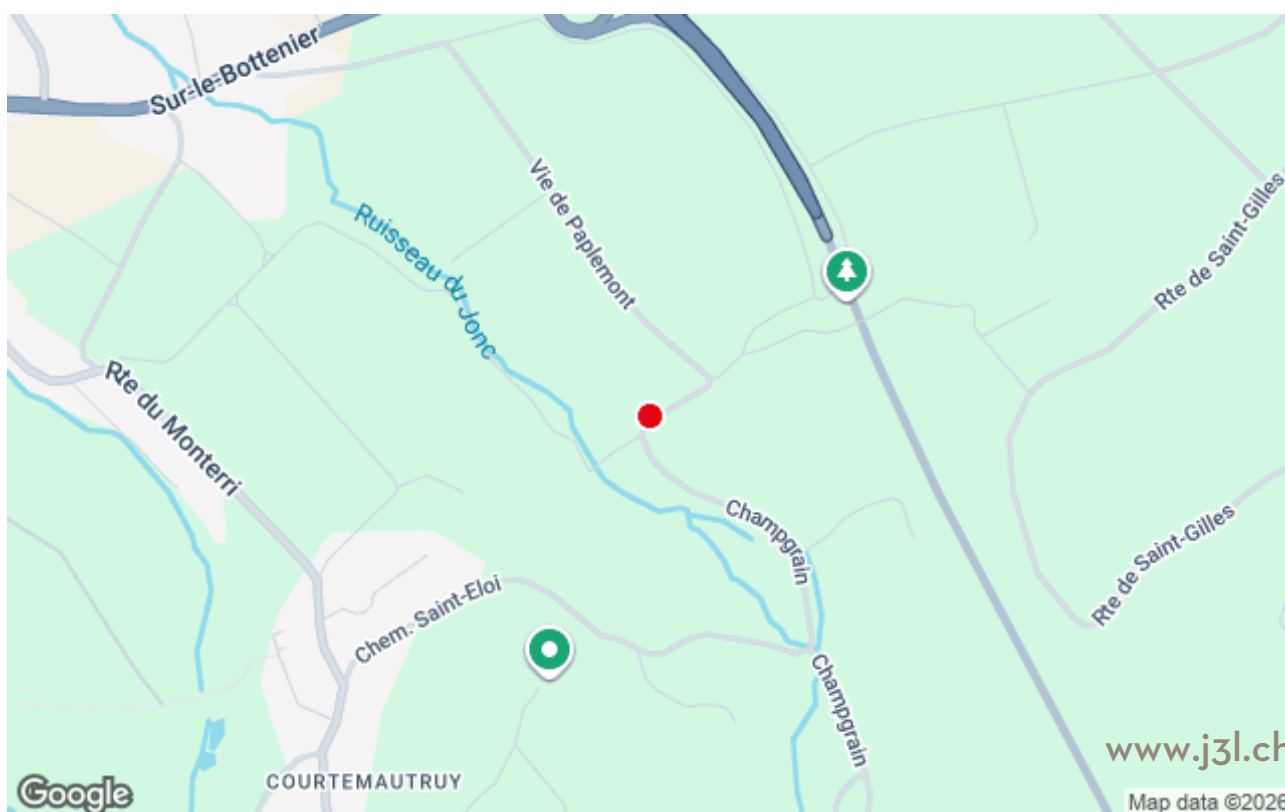 Sur-le-Bottenier
Vie de Paplemont
Ruisseau du Jonc
Rte de Saint-Gilles
Rte du Monterri
Champgrain
Rte de Saint-Gilles
Chem. Saint-Eloi
Champgrain
www.j3l.ch
COURTEMAUTRUY
Google
Map data ©2026